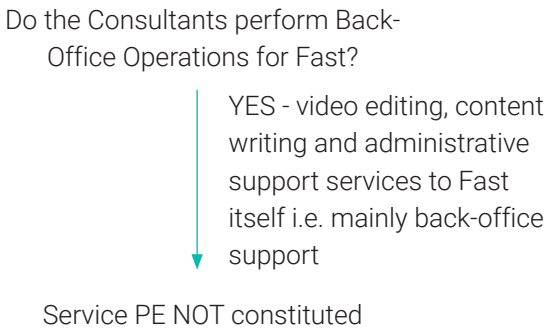 Do the Consultants perform Back-
Office Operations for Fast?
YES - video editing, content
writing and administrative
support services to Fast
itself i.e. mainly back-office
support
Service PE NOT constituted